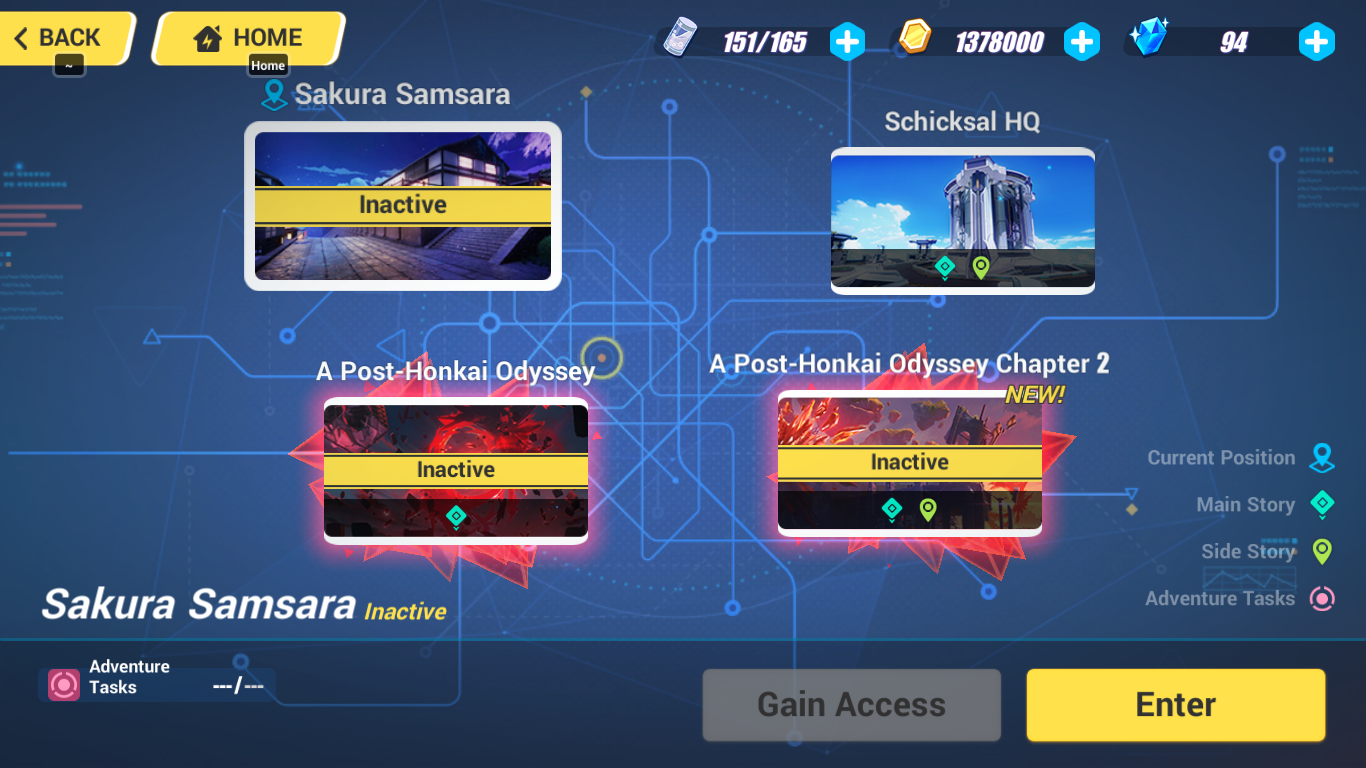 BACK
~
HOME
Home
151/165
1378000
94
Sakura Samsara
Inactive
Schicksal HQ
A Post-Honkai Odyssey
Inactive
A Post-Honkai Odyssey Chapter 2
NEW!
Inactive
Current Position
Main Story
Side Story
Adventure Tasks
Sakura Samsara Inactive
Adventure
Tasks
---/---
Gain Access
Enter